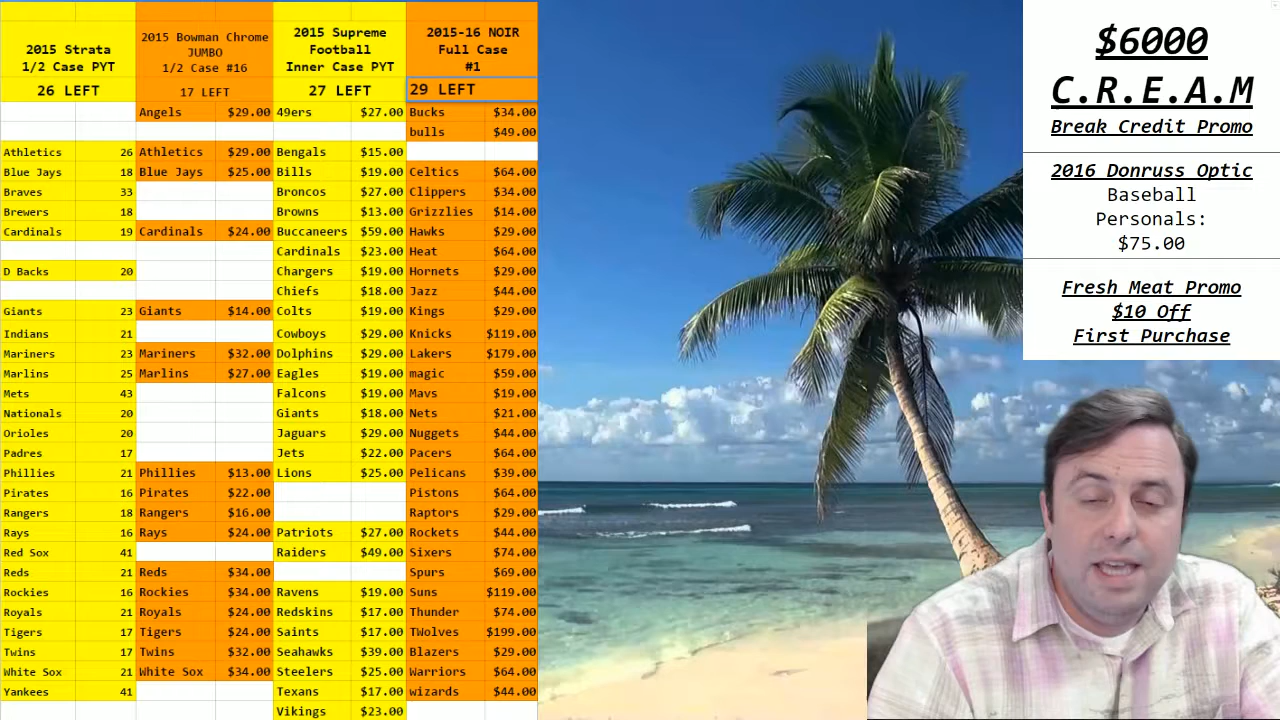 2015 Strata
1/2 Case PYT
26 LEFT
Athletics 26
Blue Jays 18
Braves 33
Brewers 18
Cardinals 19
D Backs 20
Giants 23
Indians 21
Mariners 23
Marlins 25
Mets 43
Nationals 20
Orioles 20
Padres 17
Phillies 21
Pirates 16
Rangers 18
Rays 16
Red Sox 41
Reds 21
Rockies 16
Royals 21
Tigers 17
Twins 17
White Sox 21
Yankees 41
2015 Bowman Chrome
JUMBO
1/2 Case #16
17 LEFT
Angels $29.00
Athletics $29.00
Blue Jays $25.00
Cardinals $24.00
Giants $14.00
Mariners $32.00
Marlins $27.00
Phillies $13.00
Pirates $22.00
Rangers $16.00
Rays $24.00
Reds $34.00
Rockies $34.00
Royals $24.00
Tigers $24.00
Twins $32.00
White Sox $34.00
2015 Supreme
Football
Inner Case PYT
27 LEFT
49ers $27.00
Bengals $15.00
Bills $19.00
Broncos $27.00
Browns $13.00
Buccaneers $59.00
Cardinals $23.00
Chargers $19.00
Chiefs $18.00
Colts $19.00
Cowboys $29.00
Dolphins $29.00
Eagles $19.00
Falcons $19.00
Giants $18.00
Jaguars $29.00
Jets $22.00
Lions $25.00
Patriots $27.00
Raiders $49.00
Ravens $19.00
Redskins $17.00
Saints $17.00
Seahawks $39.00
Steelers $25.00
Texans $17.00
Vikings $23.00
2015-16 NOIR
Full Case
#1
29 LEFT
Bucks $34.00
bulls $49.00
Celtics $64.00
Clippers $34.00
Grizzlies $14.00
Hawks $29.00
Heat $64.00
Hornets $29.00
Jazz $44.00
Kings $29.00
Knicks $119.00
Lakers $179.00
magic $59.00
Mavs $19.00
Nets $21.00
Nuggets $44.00
Pacers $64.00
Pelicans $39.00
Pistons $64.00
Raptors $29.00
Rockets $44.00
Sixers $74.00
Spurs $69.00
Suns $119.00
Thunder $74.00
TWolves $199.00
Blazers $29.00
Warriors $64.00
wizards $44.00
$6000
C.R.E.A.M
Break Credit Promo
2016 Donruss Optic
Baseball
Personals:
$75.00
Fresh Meat Promo
$10 Off
First Purchase